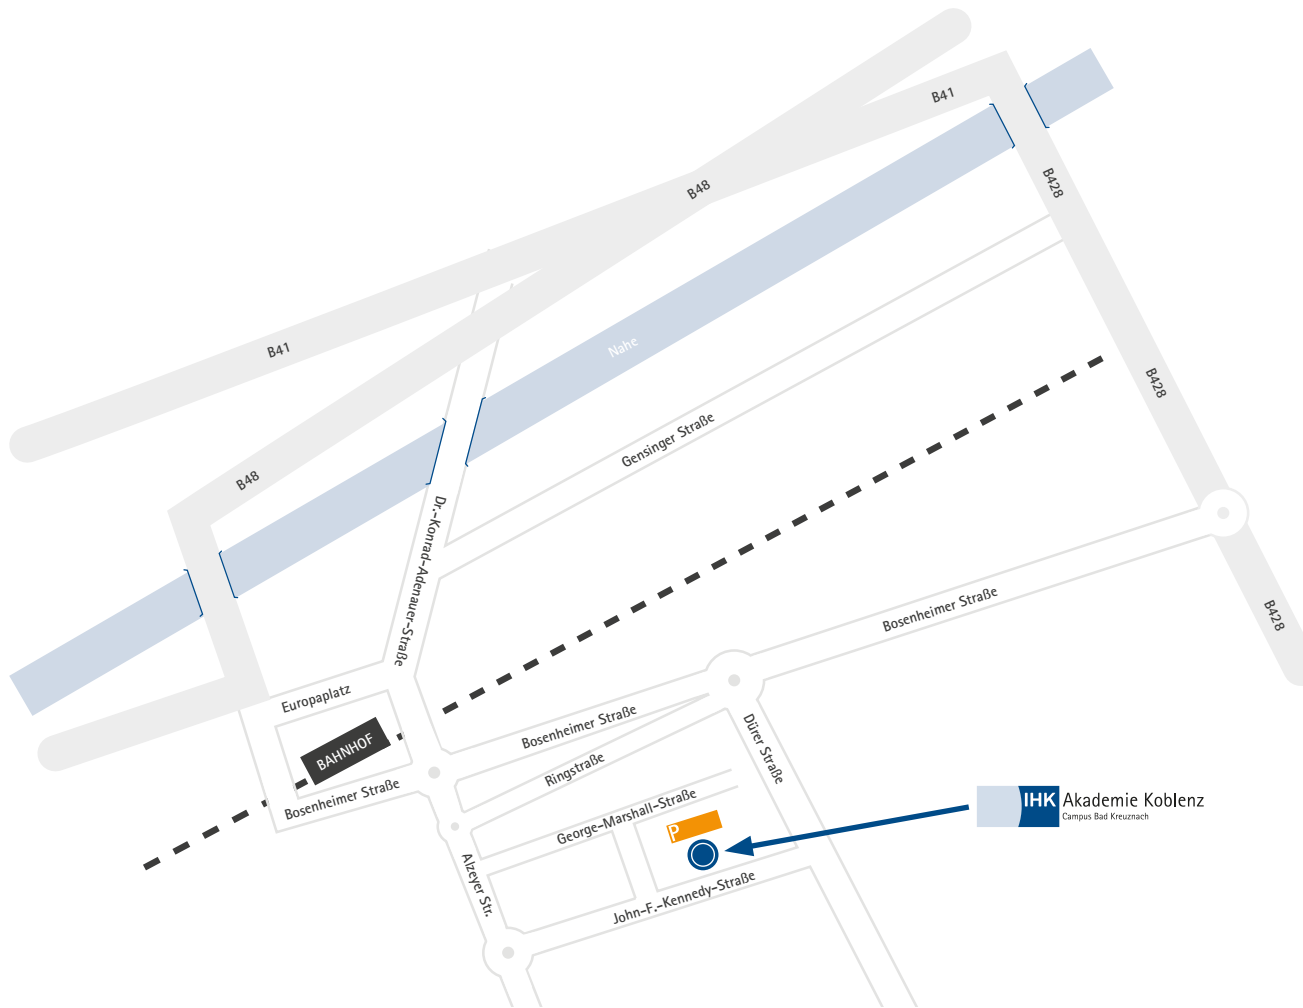 B41
B48
B428
B41
Nahe
B428
Gensinger Straße
B48
Dr.-Konrad-Adenauer-Straße
Bosenheimer Straße
B428
Europaplatz
Bosenheimer Straße
BAHNHOF
Dürer Straße
Ringstraße
Bosenheimer Straße
George-Marshall-Straße
P
IHK Akademie Koblenz
Campus Bad Kreuznach
Alzeyer Str.
John-F.-Kennedy-Straße